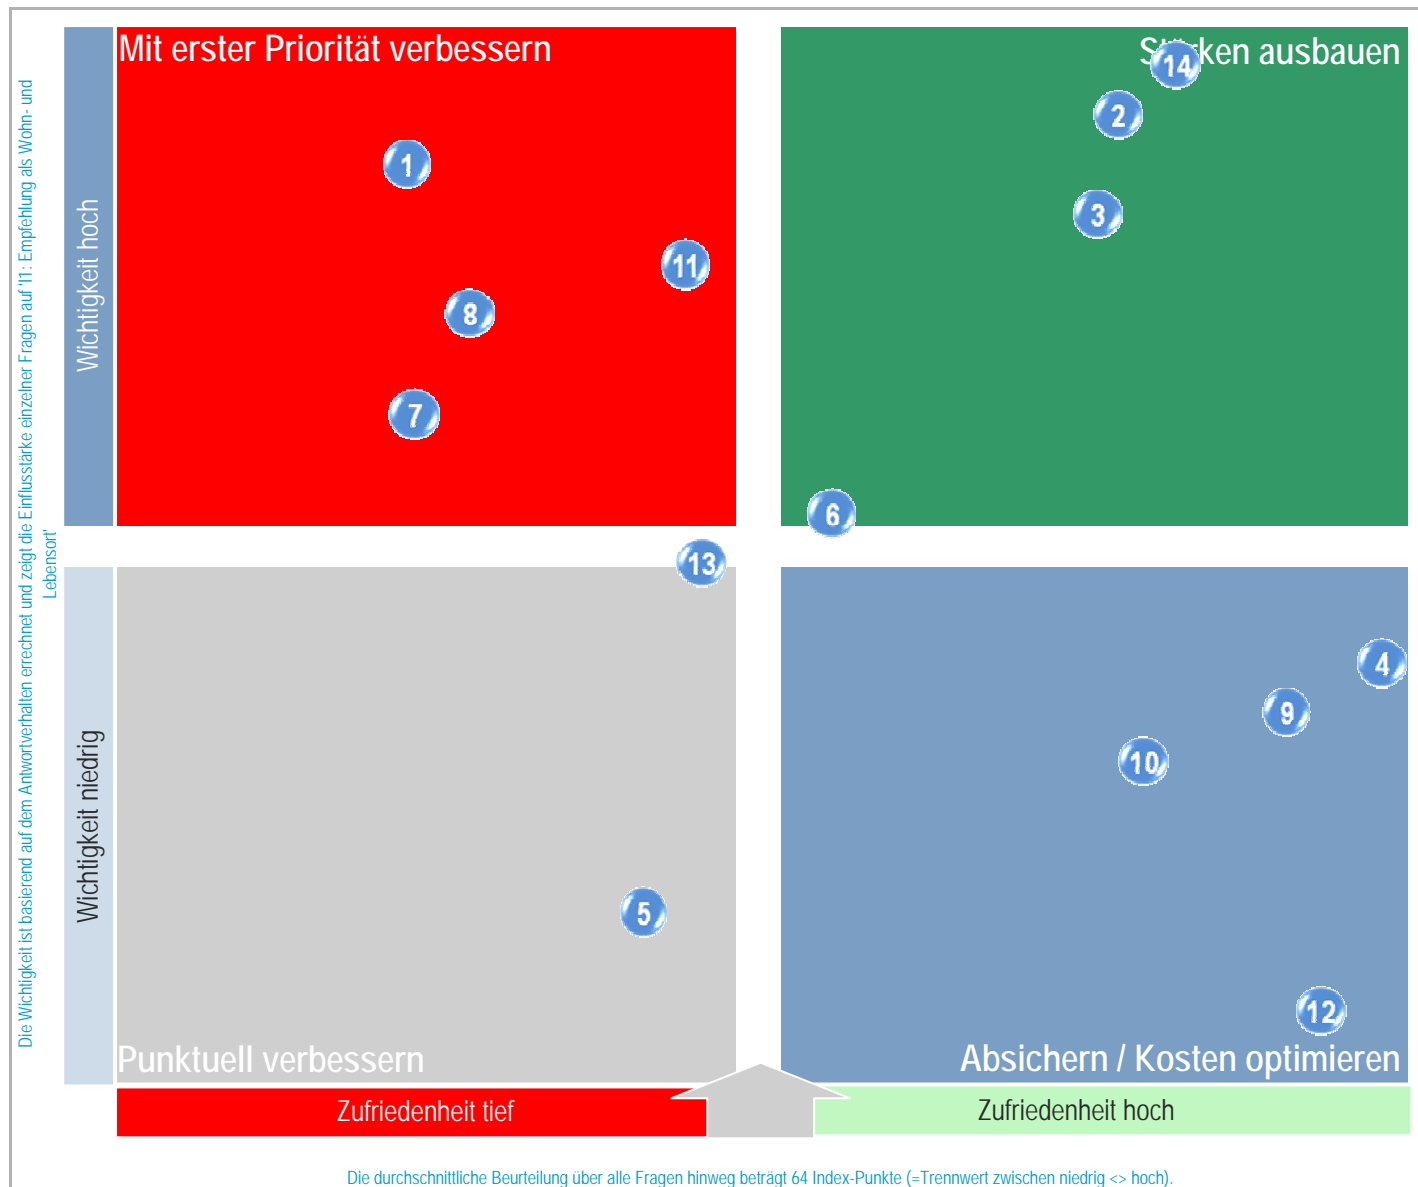 Mit erster Priorität verbessern
Stärken ausbauen
14
2
1
3
11
8
7
6
13
4
9
10
5
12
Punktuell verbessern
Absichern / Kosten optimieren
Wichtigkeit hoch
Wichtigkeit niedrig
Die Wichtigkeit ist basierend auf dem Antwortverhalten errechnet und zeigt die Einflusstärke einzelner Fragen auf 'I1: Empfehlung als Wohn- und
Lebensort'
Zufriedenheit tief
Zufriedenheit hoch
Die durchschnittliche Beurteilung über alle Fragen hinweg beträgt 64 Index-Punkte (=Trennwert zwischen niedrig <> hoch).